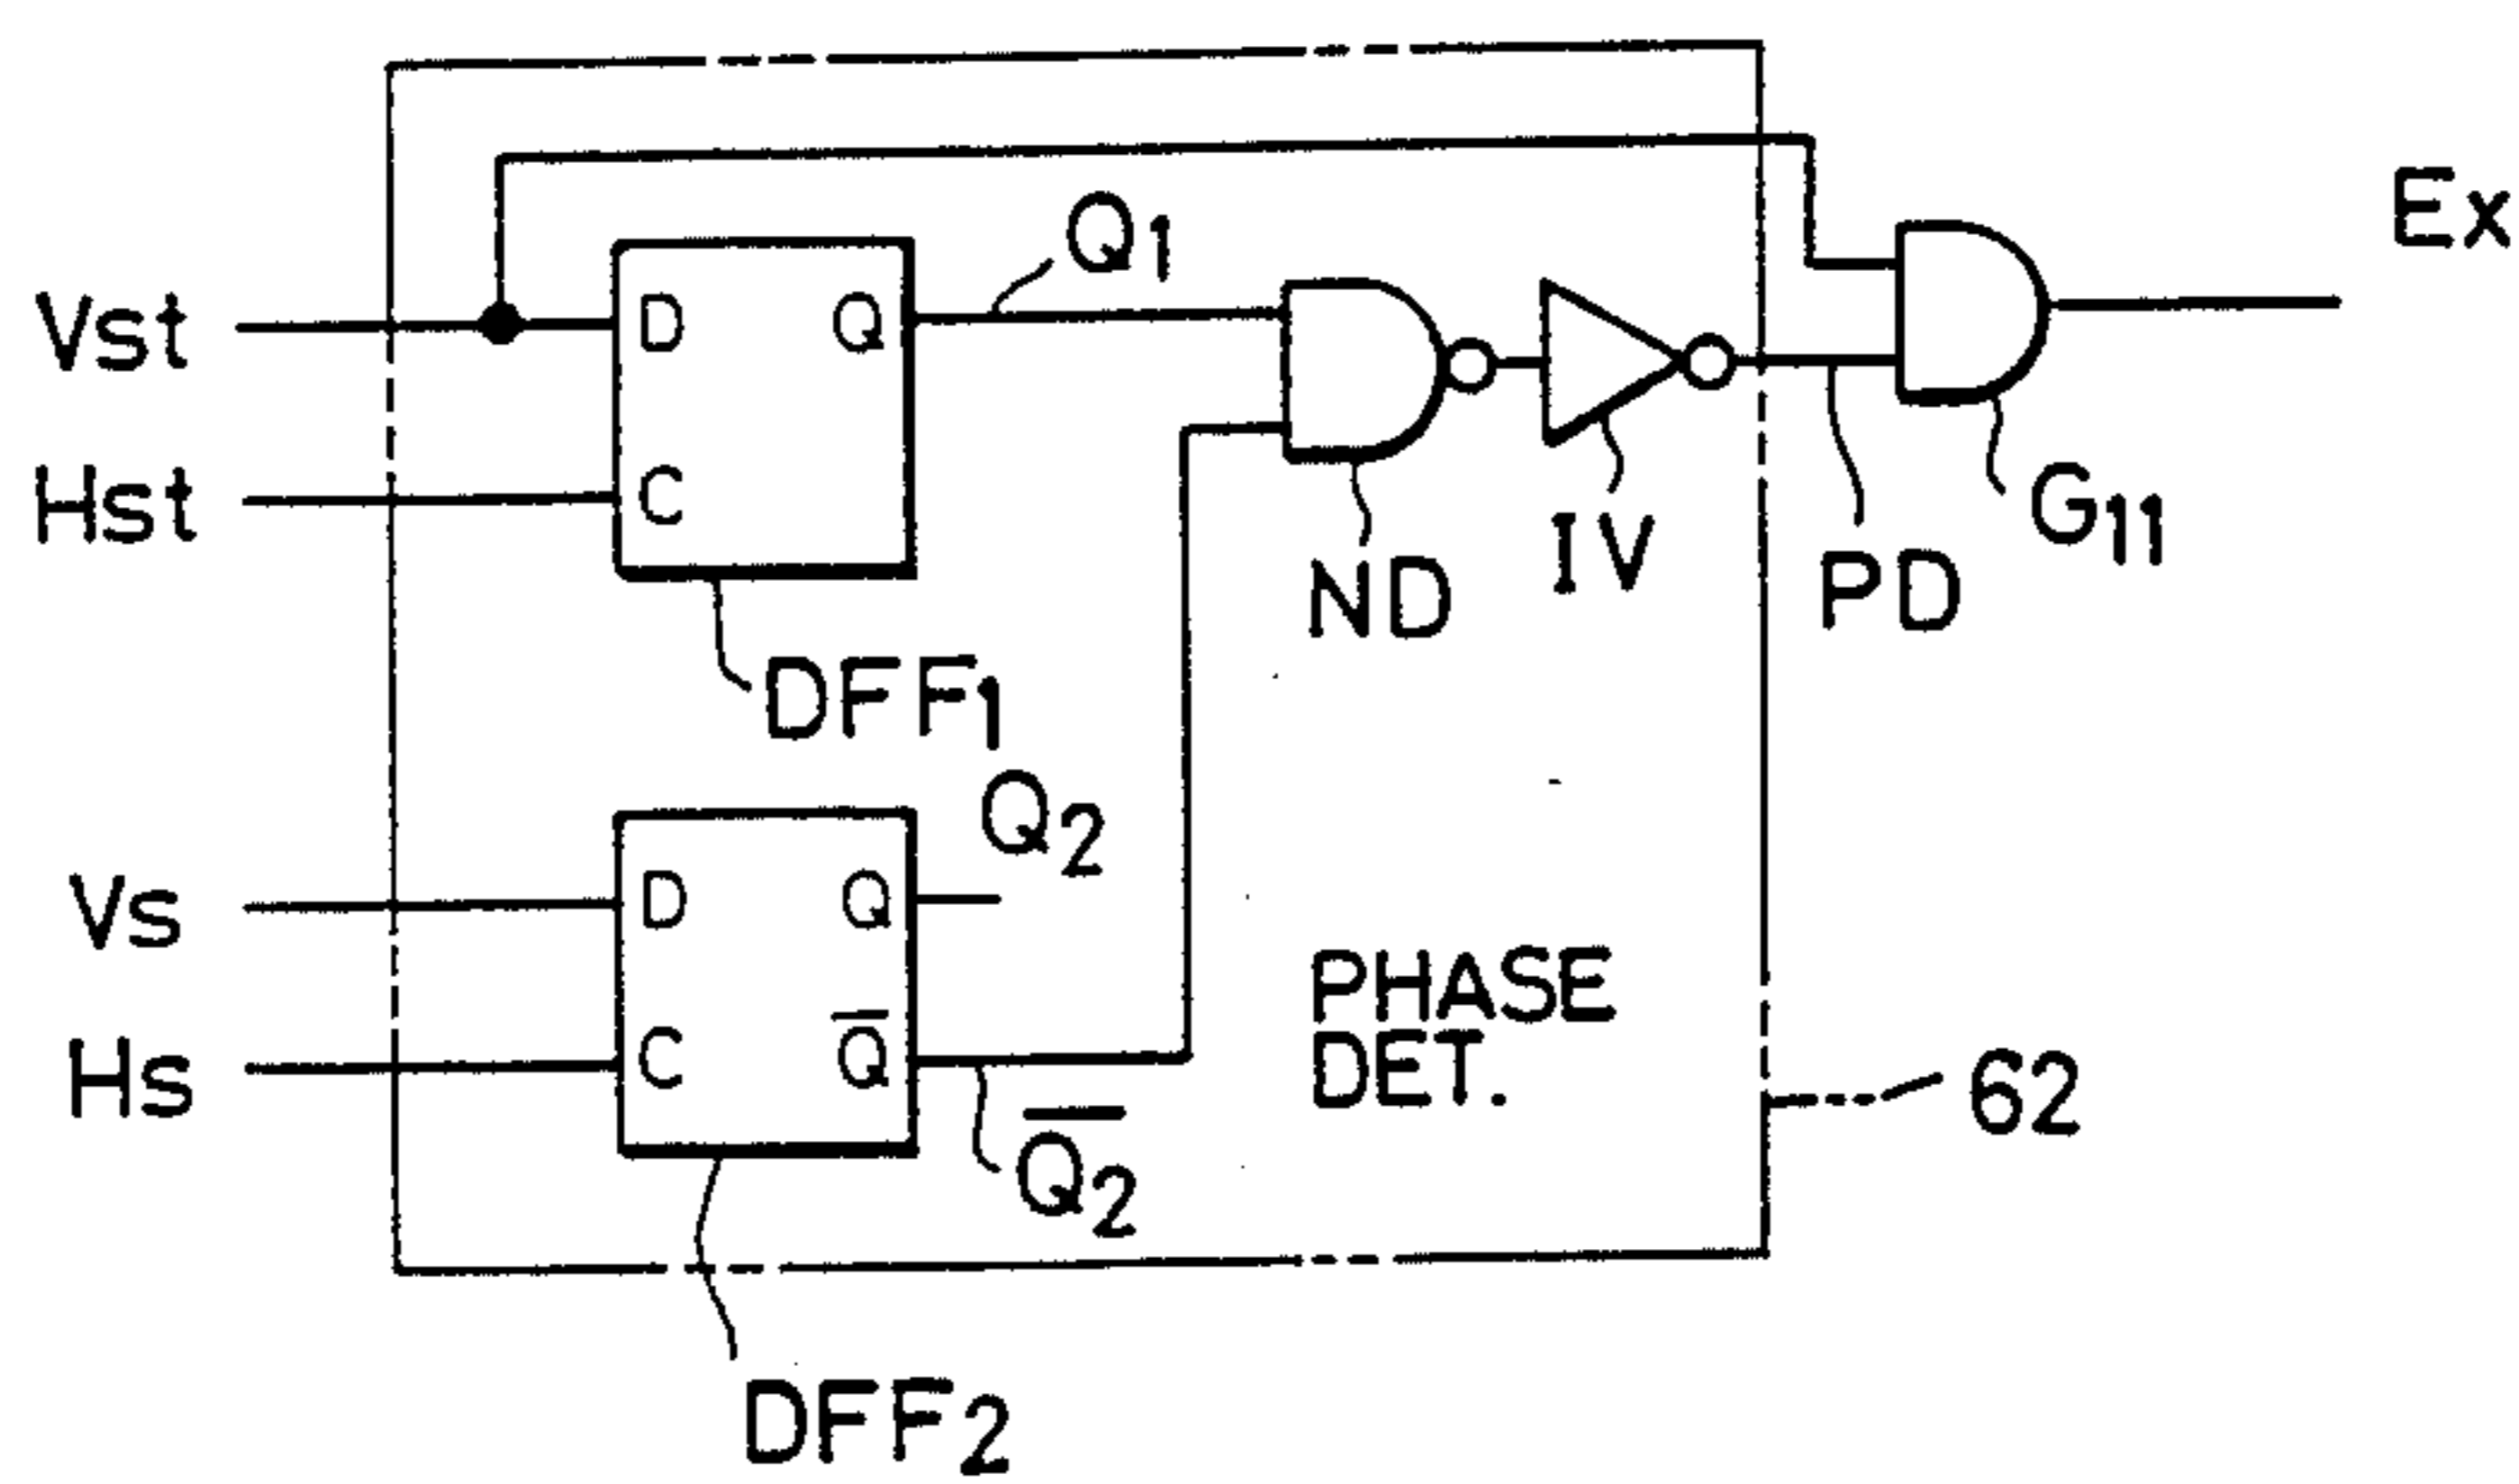 Ex
Q1
Vst
D
Q
Hst
C
G11
IV
ND
PD
DFF1
Q2
Vs
D
Q
PHASE
DET.
Hs
C
Q̅
62
Q̅2
DFF2